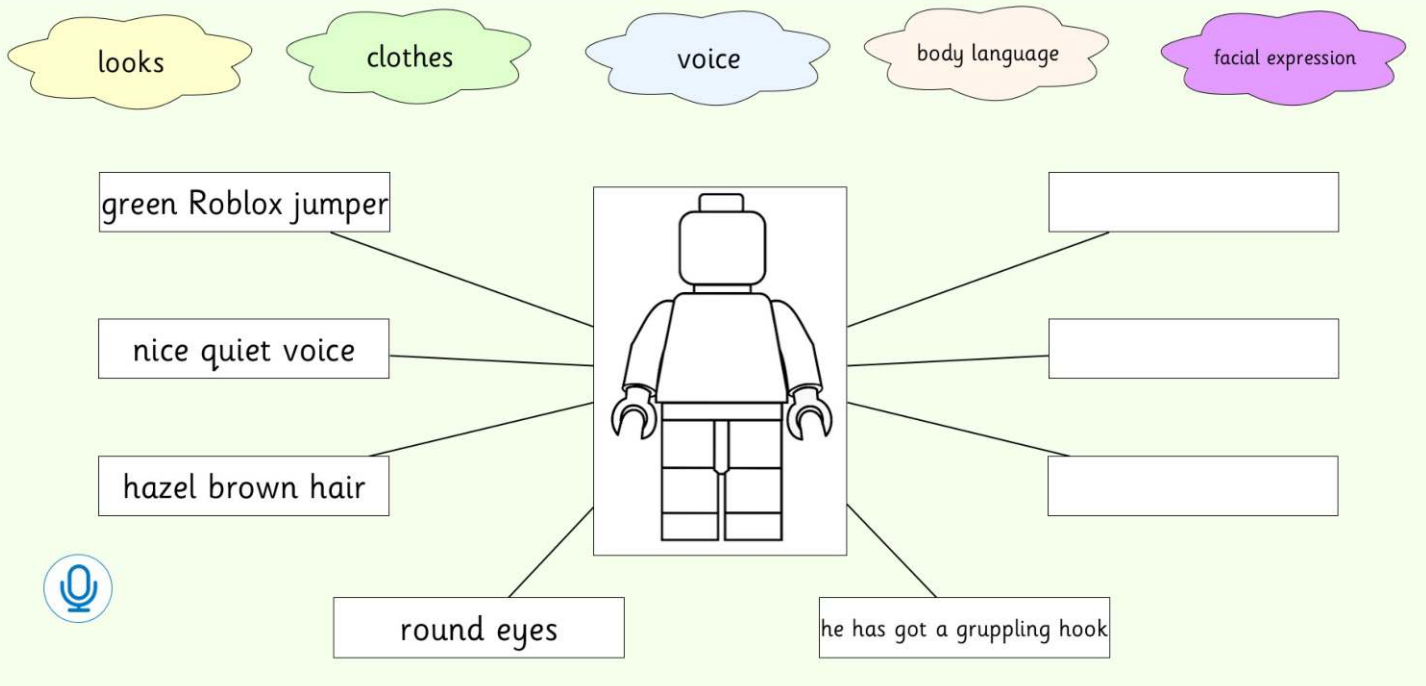 looks
clothes
voice
body language
facial expression
green Roblox jumper
nice quiet voice
hazel brown hair
round eyes
he has got a gruppling hook